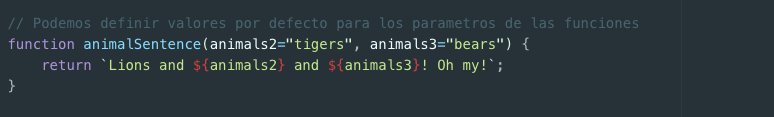 // Podemos definir valores por defecto para los parametros de las funciones
function animalSentence(animals2="tigers", animals3="bears") {
    return `Lions and ${animals2} and ${animals3}! Oh my!`;
}